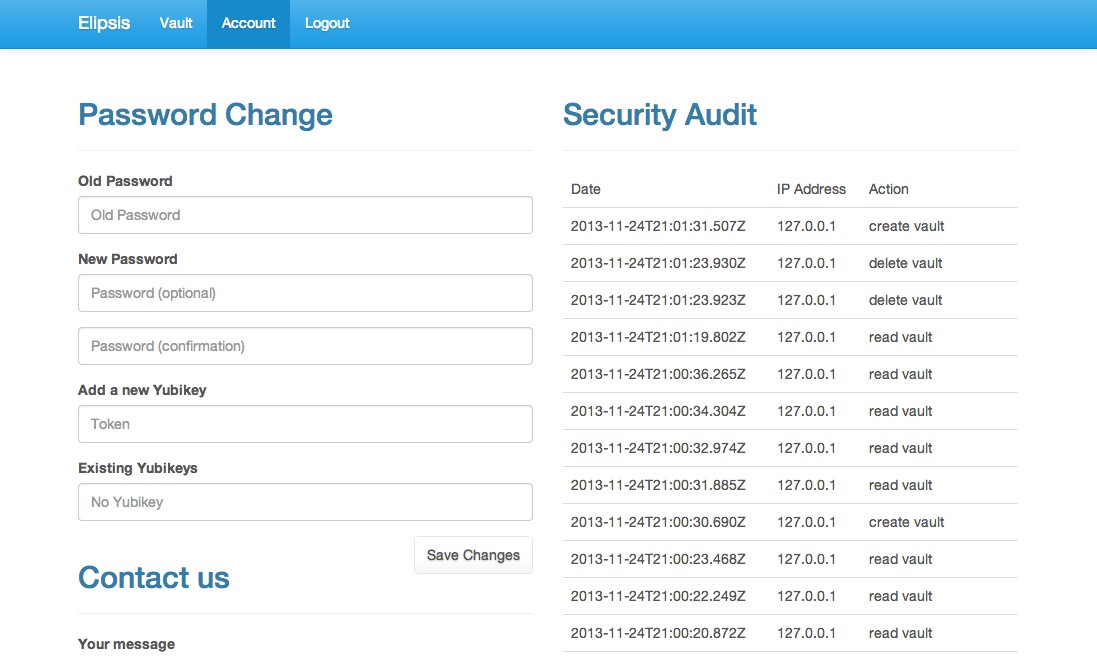 Elipsis Vault Account Logout
Password Change
Old Password
Old Password
New Password
Password (optional)
Password (confirmation)
Add a new Yubikey
Token
Existing Yubikeys
No Yubikey
Save Changes
Contact us
Your message
Security Audit
Date IP Address Action
2013-11-24T21:01:31.507Z 127.0.0.1 create vault
2013-11-24T21:01:23.930Z 127.0.0.1 delete vault
2013-11-24T21:01:23.923Z 127.0.0.1 delete vault
2013-11-24T21:01:19.802Z 127.0.0.1 read vault
2013-11-24T21:00:36.265Z 127.0.0.1 read vault
2013-11-24T21:00:34.304Z 127.0.0.1 read vault
2013-11-24T21:00:32.974Z 127.0.0.1 read vault
2013-11-24T21:00:31.885Z 127.0.0.1 read vault
2013-11-24T21:00:30.690Z 127.0.0.1 create vault
2013-11-24T21:00:23.468Z 127.0.0.1 read vault
2013-11-24T21:00:22.249Z 127.0.0.1 read vault
2013-11-24T21:00:20.872Z 127.0.0.1 read vault